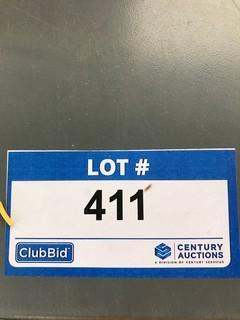 LOT #
411
ClubBid
CENTURY
AUCTIONS
A DIVISION OF CENTURY SERVICES